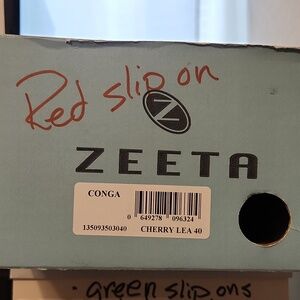 Red slip on
Z
ZEETA
CONGA
0 649278 096324
135093503040 CHERRY LEA 40
· green slip ons